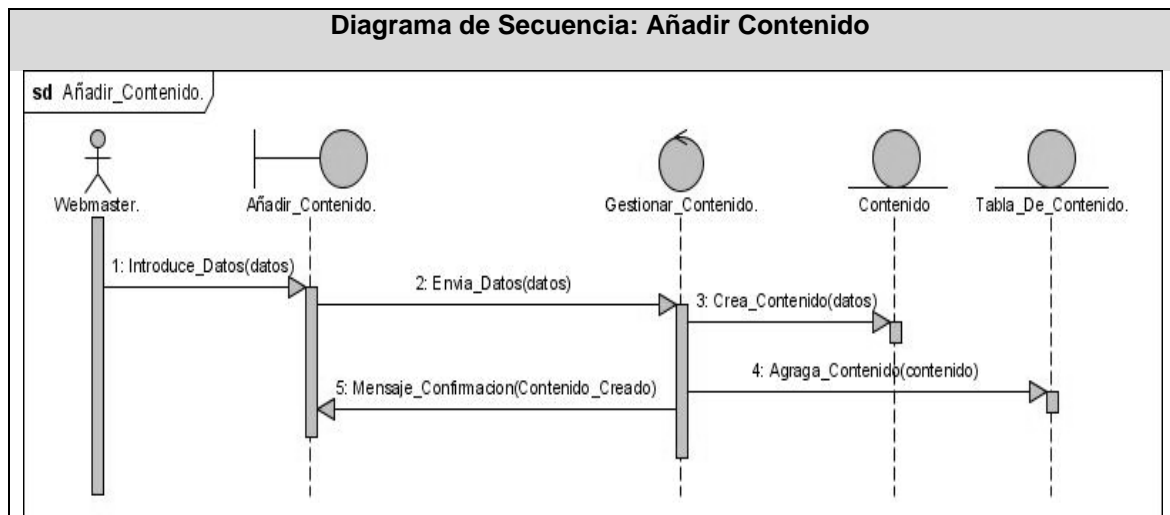 Diagrama de Secuencia: Añadir Contenido
sd Añadir_Contenido.
Webmaster.
Añadir_Contenido.
Gestionar_Contenido.
Contenido
Tabla_De_Contenido.
1: Introduce_Datos(datos)
2: Envia_Datos(datos)
3: Crea_Contenido(datos)
4: Agraga_Contenido(contenido)
5: Mensaje_Confirmacion(Contenido_Creado)